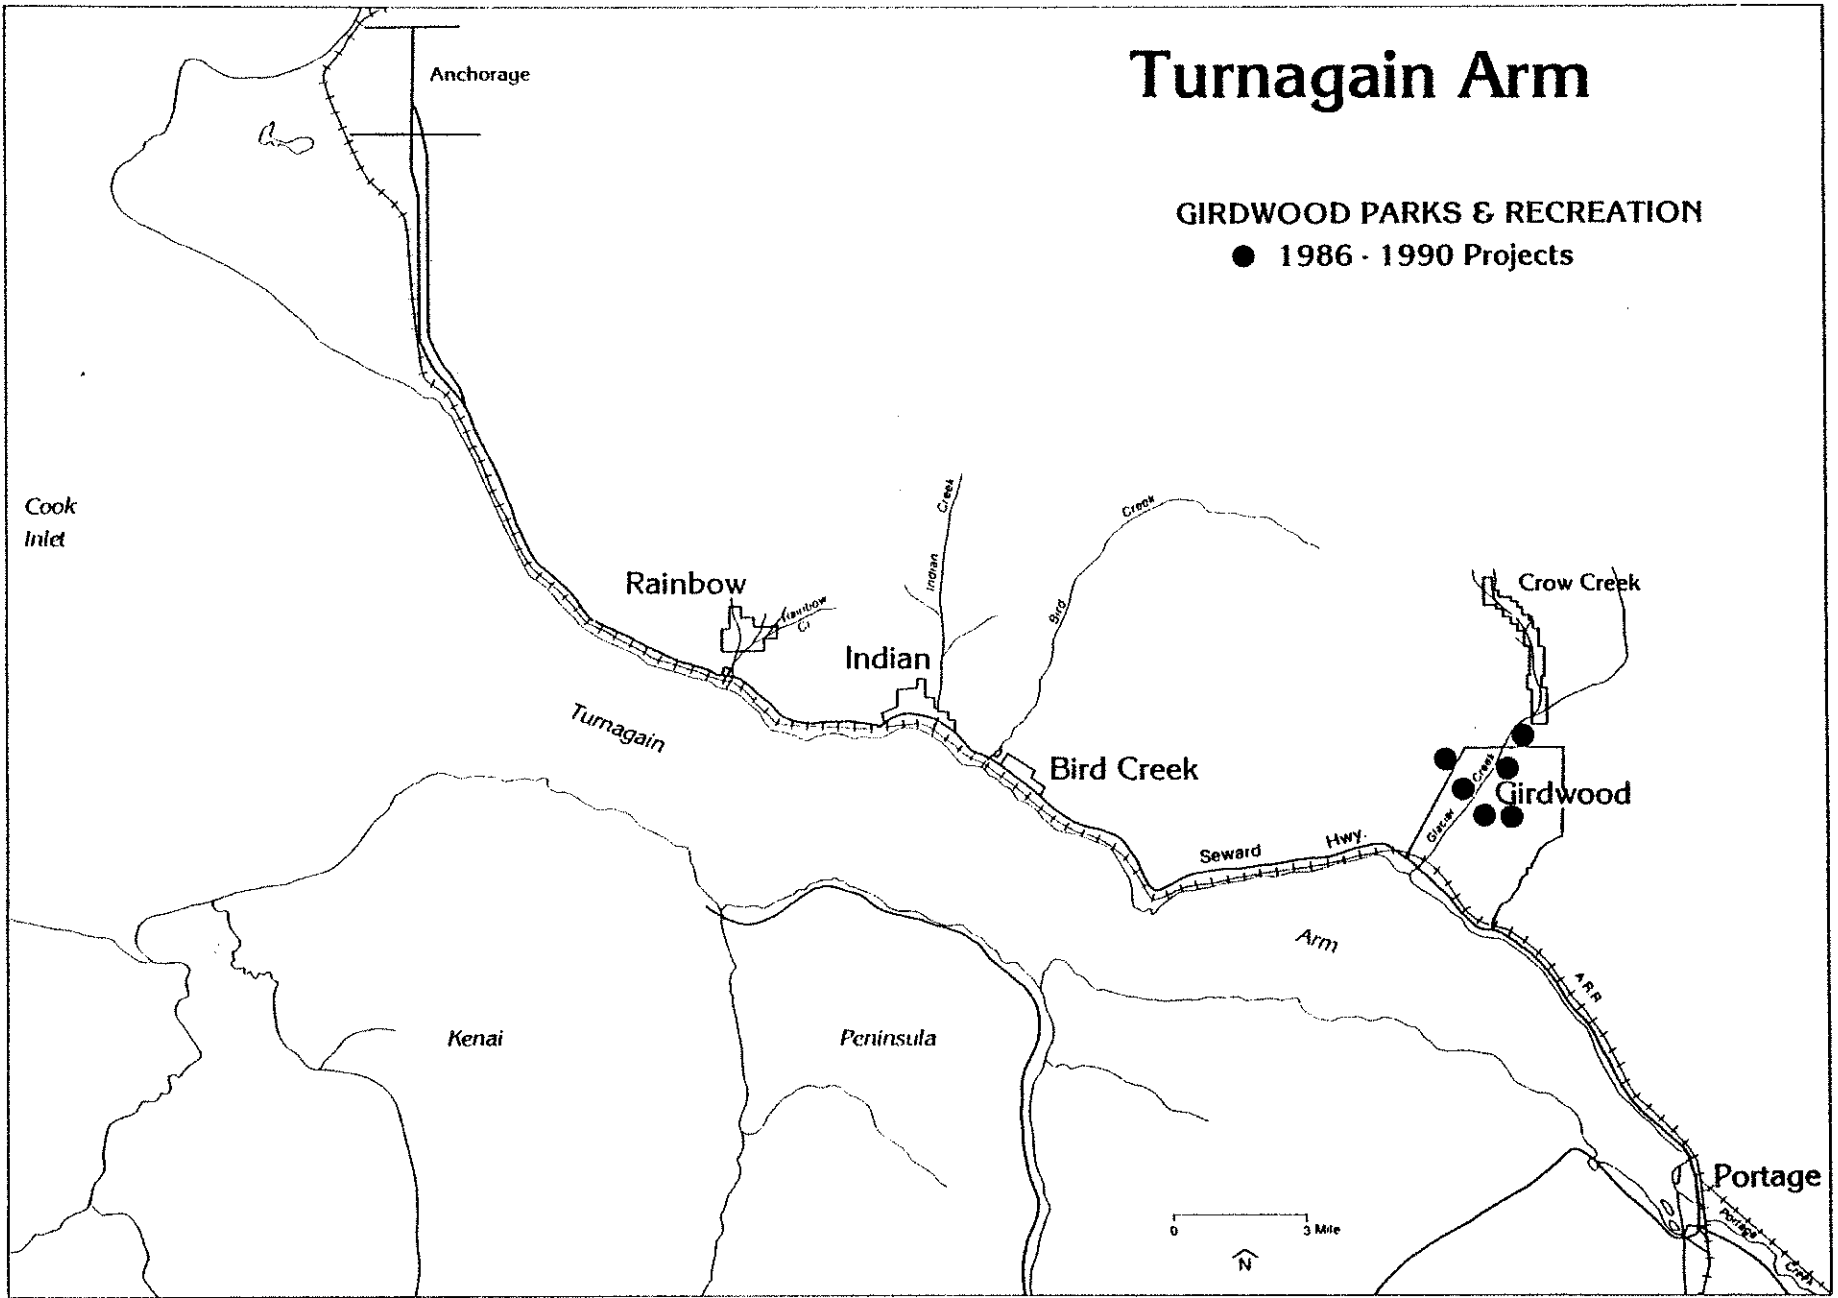 Turnagain Arm
Anchorage
GIRDWOOD PARKS & RECREATION
● 1986 - 1990 Projects
Cook
Inlet
Creek
Indian
Creek
Bird
Rainbow
Rainbow
Cr
Crow Creek
Indian
Turnagain
Bird Creek
Creek
Glacier
Girdwood
Seward Hwy.
Arm
A.R.R
Kenai
Peninsula
Portage
Portage
Creek
0 3 Mile
N